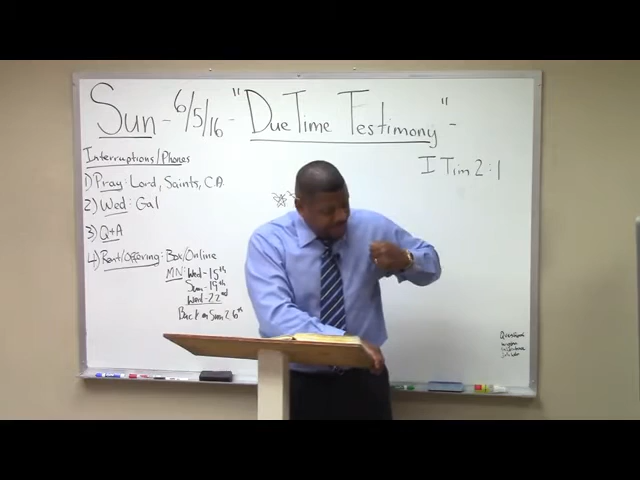 Sun - 6/5/16 - "Due Time Testimony" -
I Tim 2:1
Interruptions/Phones
1) Pray: Lord, Saints, C.A.
2) Wed: Gal
3) Q+A
4) Rent/Offering: Box/Online
MN: Wed-15th
Sun-19th
Wed-22nd
Back on Sun 26th
Questions